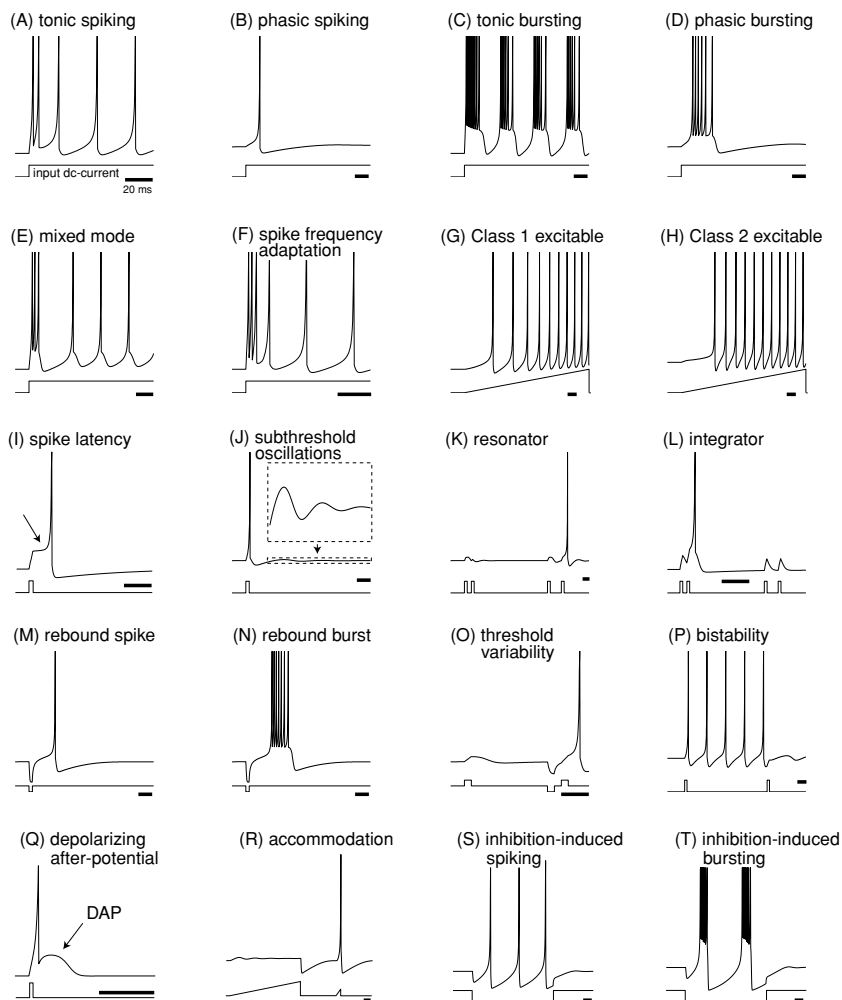 (A) tonic spiking
input dc-current
20 ms
(B) phasic spiking
(C) tonic bursting
(D) phasic bursting
(E) mixed mode
(F) spike frequency
adaptation
(G) Class 1 excitable
(H) Class 2 excitable
(I) spike latency
(J) subthreshold
oscillations
(K) resonator
(L) integrator
(M) rebound spike
(N) rebound burst
(O) threshold
variability
(P) bistability
(Q) depolarizing
after-potential
DAP
(R) accommodation
(S) inhibition-induced
spiking
(T) inhibition-induced
bursting